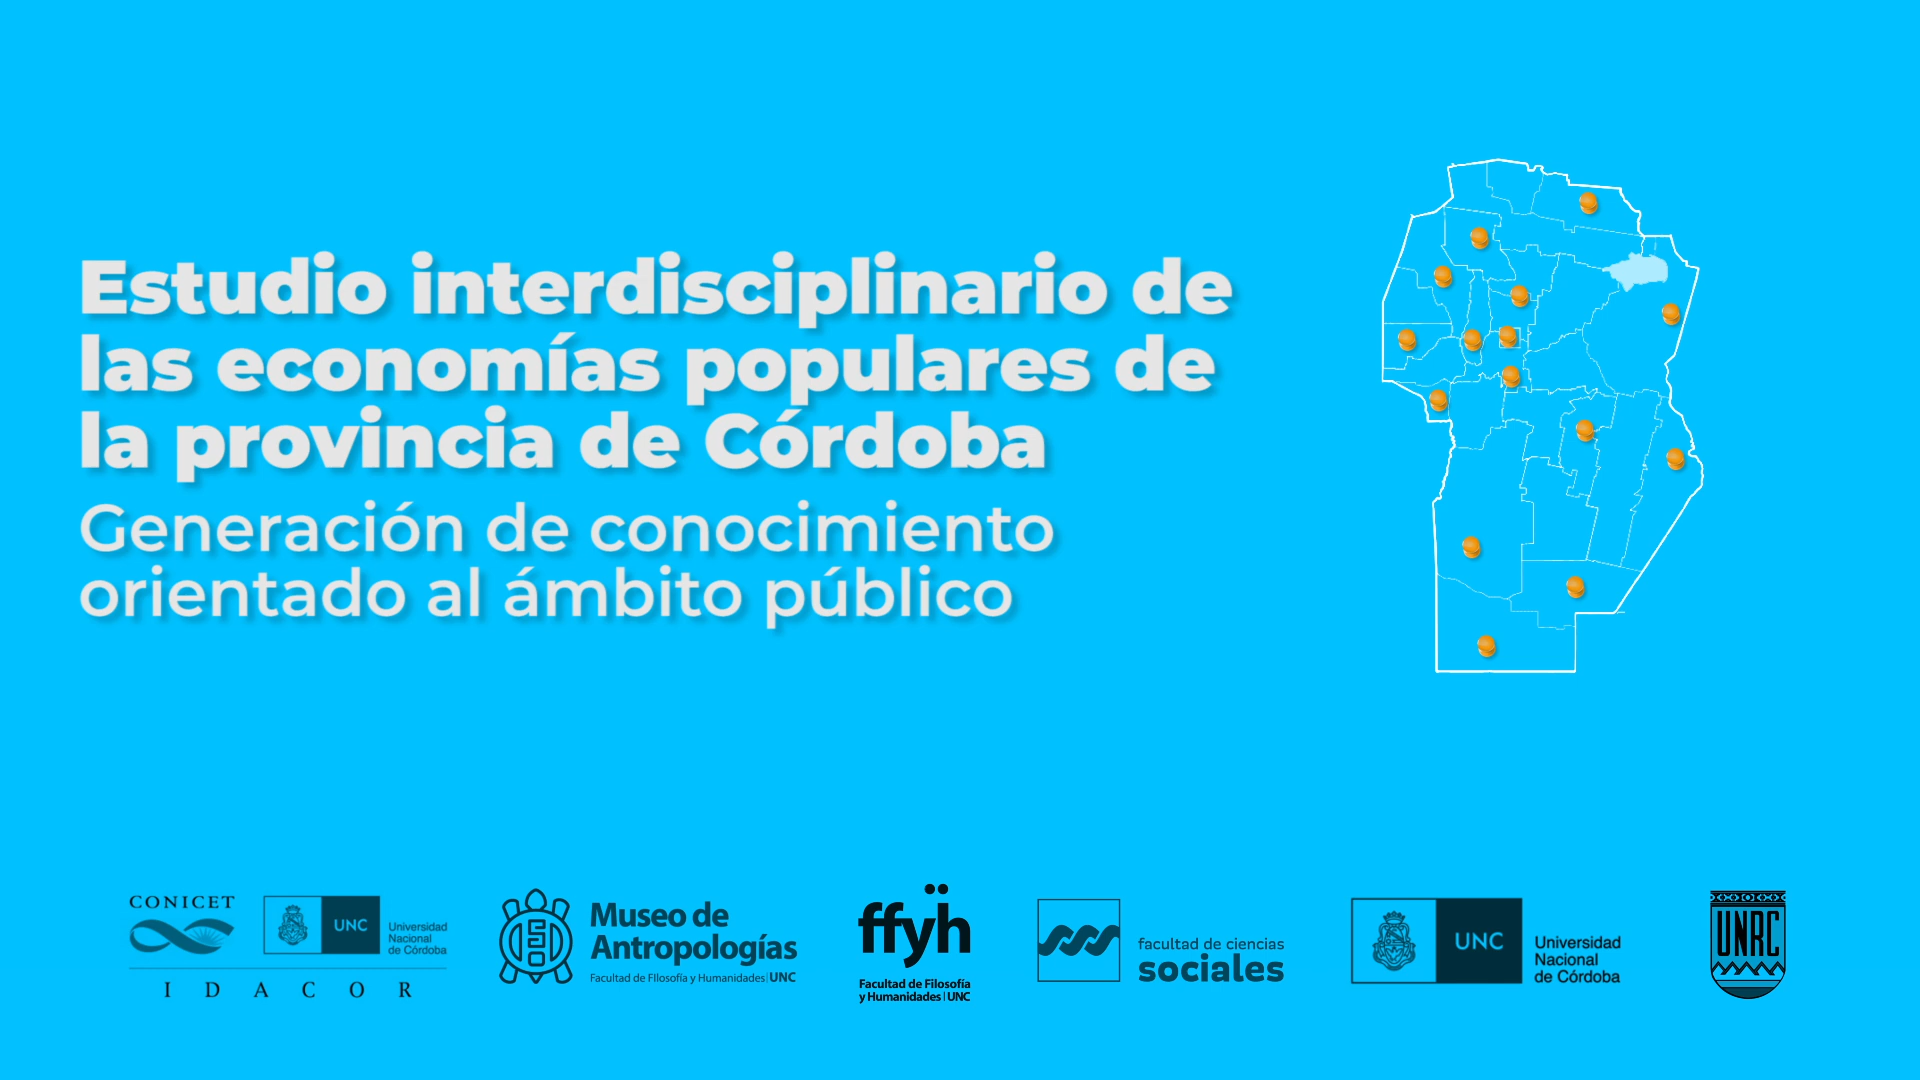 Estudio interdisciplinario de
las economías populares de
la provincia de Córdoba
Generación de conocimiento
orientado al ámbito público
CONICET
UNC
Universidad
Nacional
de Córdoba
I D A C O R
Museo de
Antropologías
Facultad de FIlosofía y Humanidades|UNC
ffÿh
Facultad de Filosofía
y Humanidades | UNC
facultad de ciencias
sociales
UNC
Universidad
Nacional
de Córdoba
UNRC